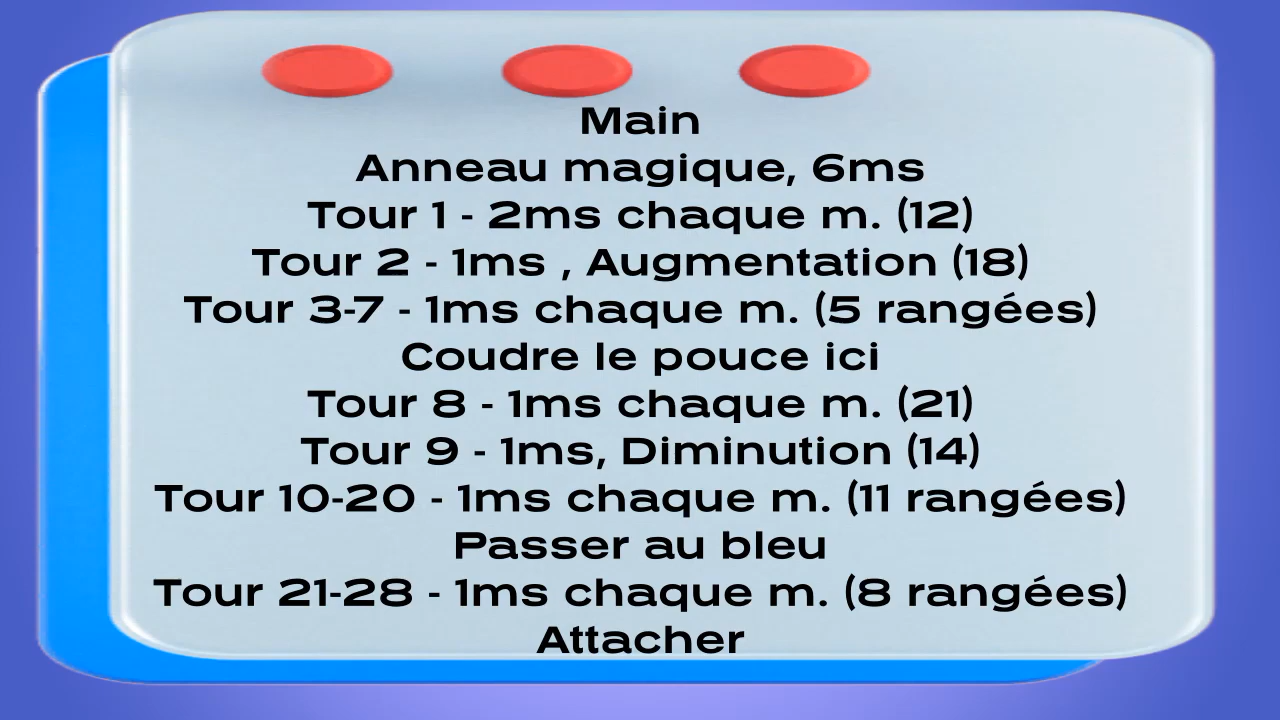 Main
Anneau magique, 6ms
Tour 1 - 2ms chaque m. (12)
Tour 2 - 1ms , Augmentation (18)
Tour 3-7 - 1ms chaque m. (5 rangées)
Coudre le pouce ici
Tour 8 - 1ms chaque m. (21)
Tour 9 - 1ms, Diminution (14)
Tour 10-20 - 1ms chaque m. (11 rangées)
Passer au bleu
Tour 21-28 - 1ms chaque m. (8 rangées)
Attacher